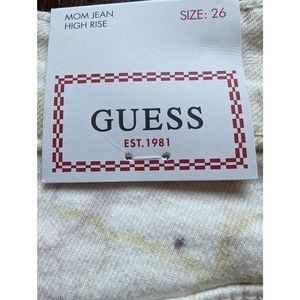 MOM JEAN
HIGH RISE
SIZE: 26
GUESS
EST.1981